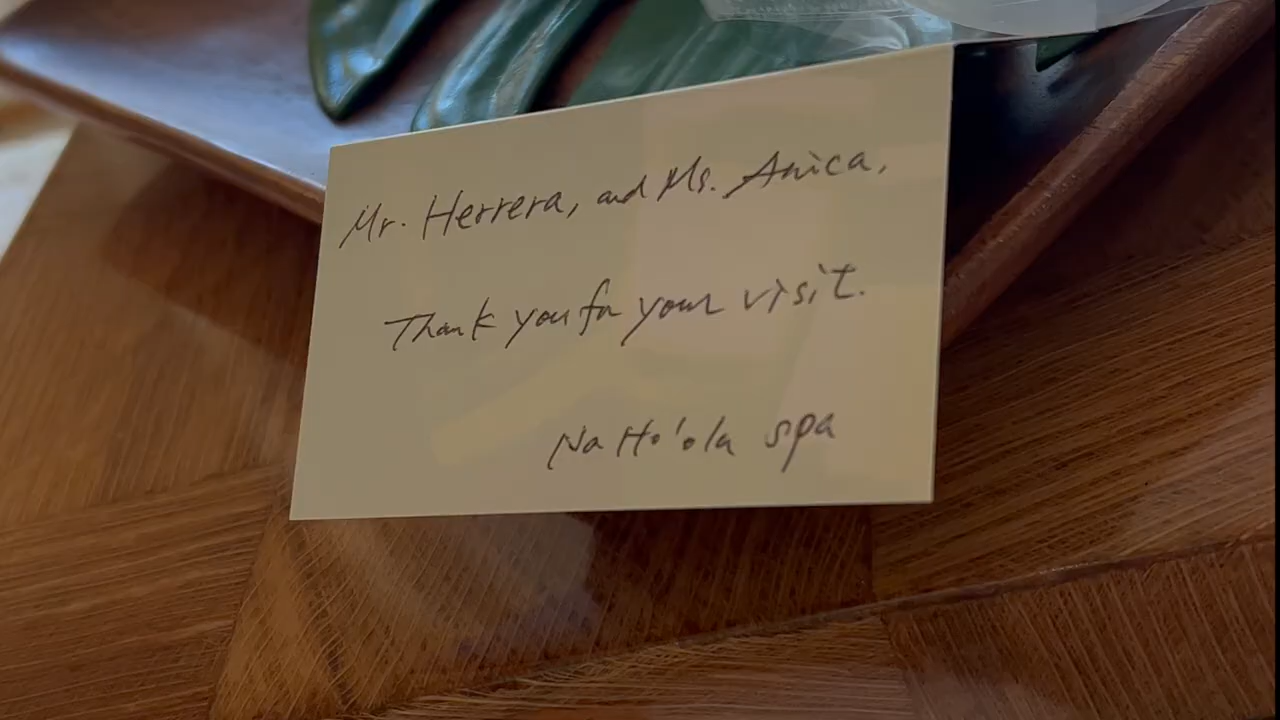 Mr. Herrera, and Ms. Anica,
Thank you for your visit.
Na Ho'ola spa